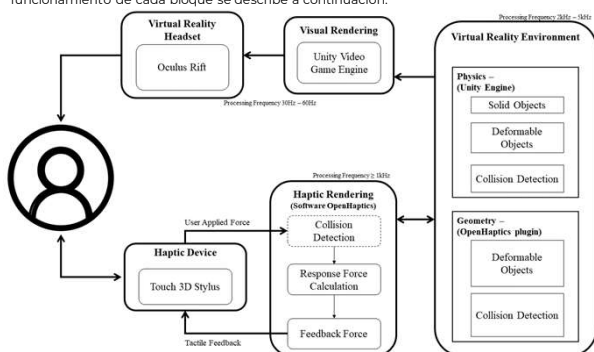 funcionamiento de cada bloque se describe a continuación.
Processing Frequency 2kHz – 5kHz
Virtual Reality
Headset
Oculus Rift
Visual Rendering
Unity Video
Game Engine
Processing Frequency 30Hz – 60Hz
Virtual Reality Environment
Physics –
(Unity Engine)
Solid Objects
Deformable
Objects
Collision Detection
Geometry –
(OpenHaptics plugin)
Deformable
Objects
Collision Detection
Processing Frequency ≥ 1kHz
Haptic Rendering
(Software OpenHaptics)
Collision
Detection
Response Force
Calculation
Feedback Force
User Applied Force
Haptic Device
Touch 3D Stylus
Tactile Feedback